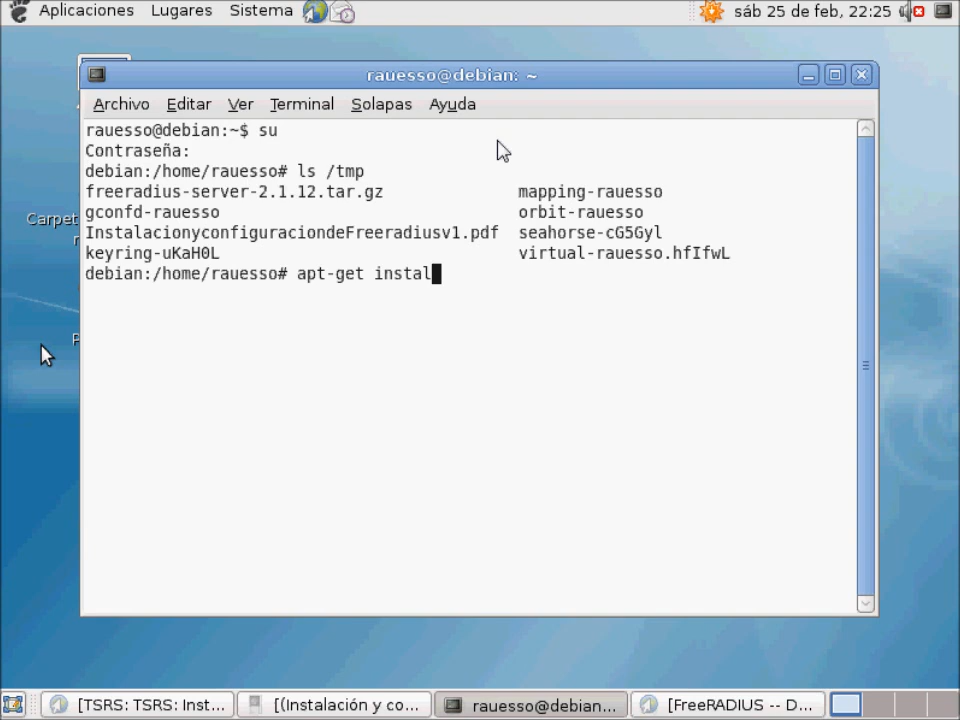 Aplicaciones Lugares Sistema sáb 25 de feb, 22:25
rauesso@debian: ~
Archivo Editar Ver Terminal Solapas Ayuda
rauesso@debian:~$ su
Contraseña:
debian:/home/rauesso# ls /tmp
freeradius-server-2.1.12.tar.gz mapping-rauesso
gconfd-rauesso orbit-rauesso
InstalacionyconfiguraciondeFreeradiusv1.pdf seahorse-cG5Gyl
keyring-uKaH0L virtual-rauesso.hfIfwL
debian:/home/rauesso# apt-get instal
Carpet
r
P
[TSRS: TSRS: Inst... [(Instalación y co... rauesso@debian... [FreeRADIUS -- D...